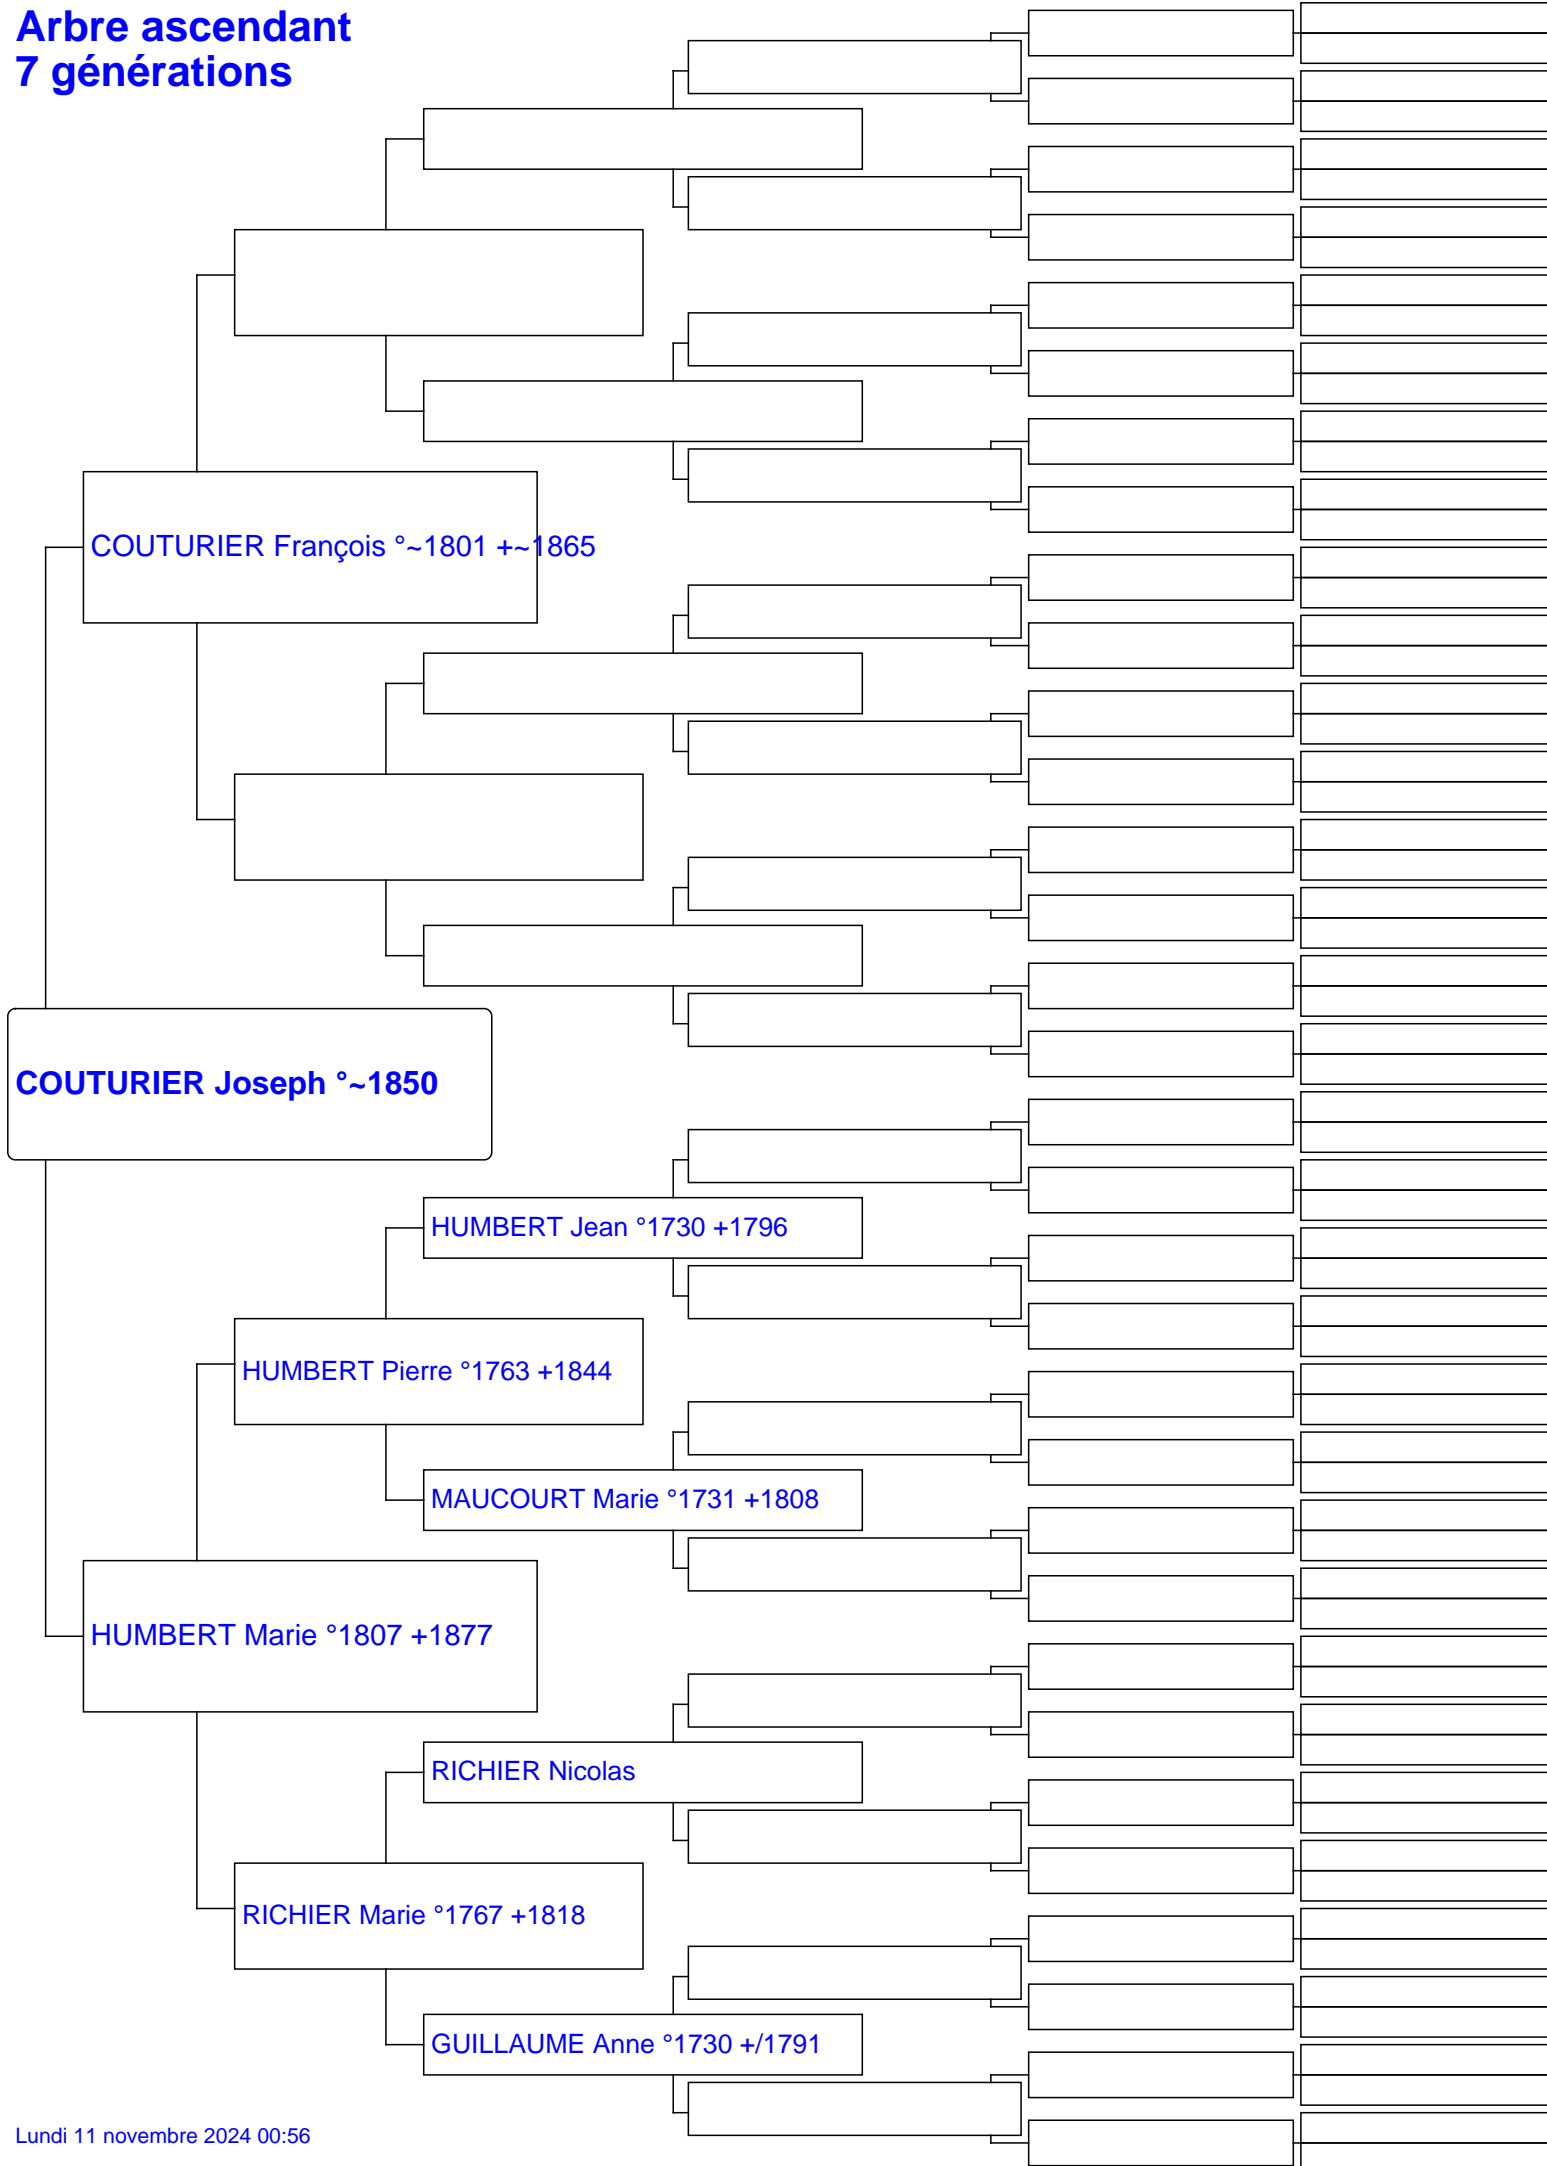 Arbre ascendant
7 générations
COUTURIER François °~1801 +~1865
COUTURIER Joseph °~1850
HUMBERT Jean °1730 +1796
HUMBERT Pierre °1763 +1844
MAUCOURT Marie °1731 +1808
HUMBERT Marie °1807 +1877
RICHIER Nicolas
RICHIER Marie °1767 +1818
GUILLAUME Anne °1730 +/1791
Lundi 11 novembre 2024 00:56